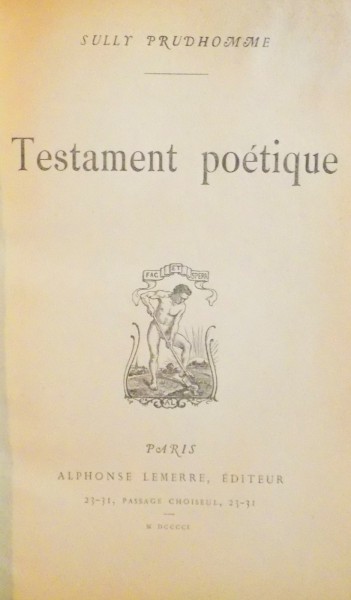 SULLY PRUDHOMME
Testament poétique
FAC ET SPERA
PARIS
ALPHONSE LEMERRE, ÉDITEUR
23-31, PASSAGE CHOISEUL, 23-31
M DCCCCI